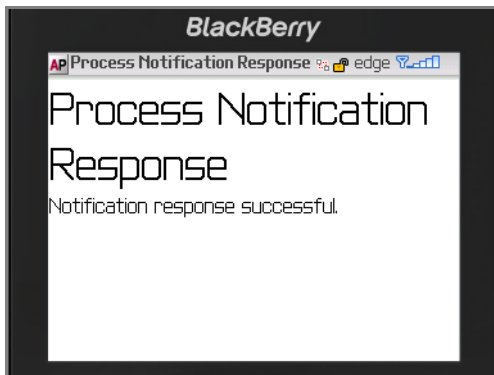 BlackBerry
AP Process Notification Response edge
Process Notification
Response
Notification response successful.